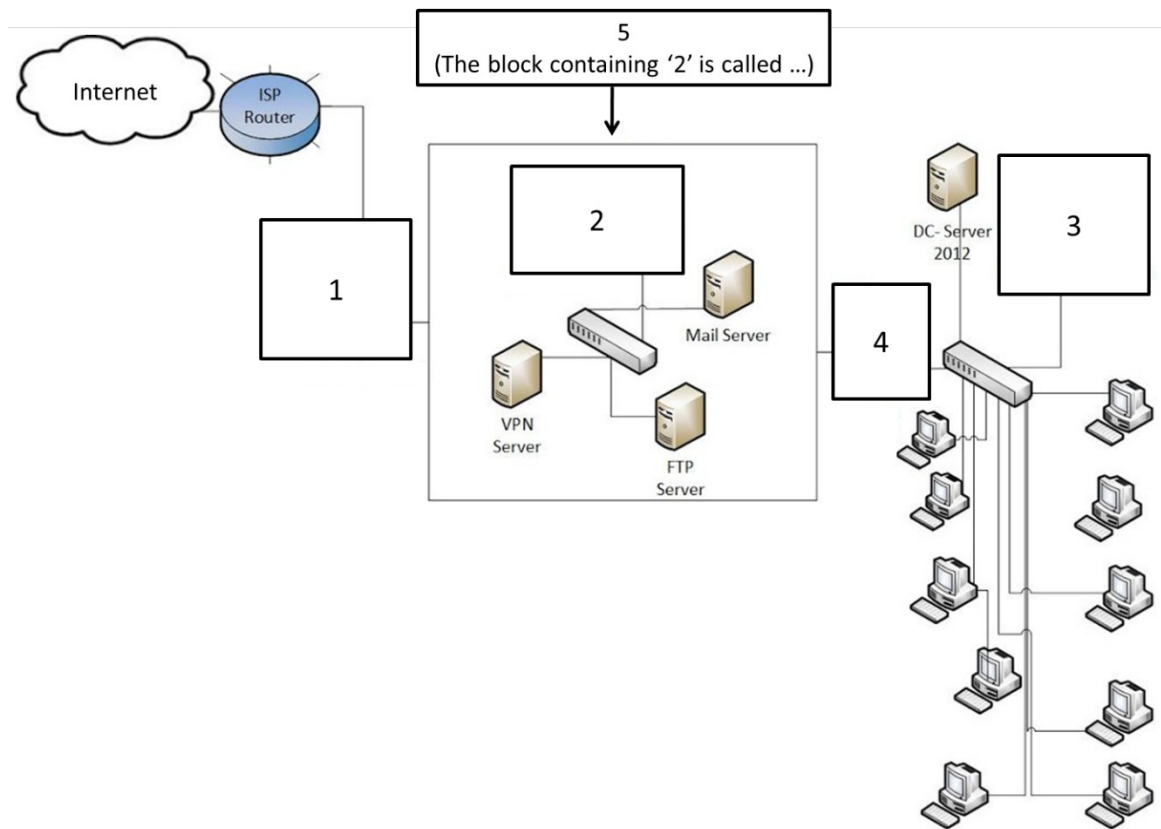 5
(The block containing ‘2’ is called ...)
Internet
ISP
Router
1
2
Mail Server
VPN
Server
FTP
Server
4
DC- Server
2012
3